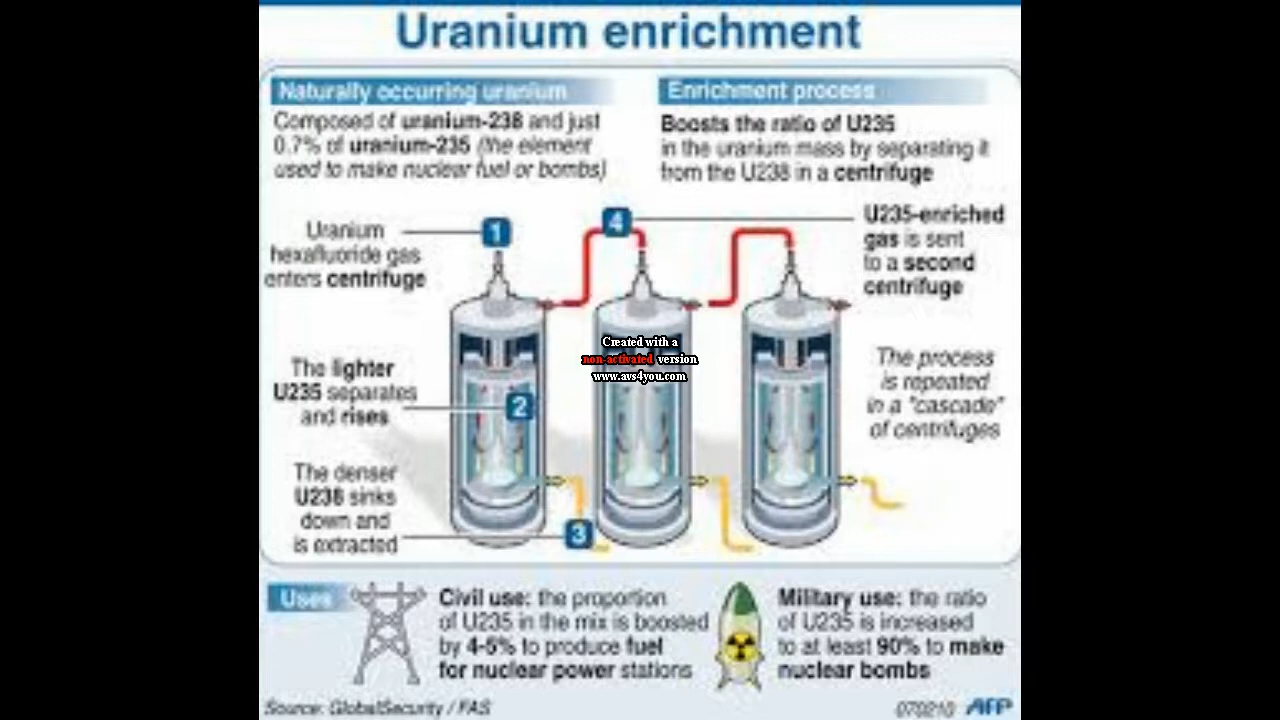 Uranium enrichment
Naturally occurring uranium
Composed of uranium-238 and just
0.7% of uranium-235 (the element
used to make nuclear fuel or bombs)
Enrichment process
Boosts the ratio of U235
in the uranium mass by separating it
from the U238 in a centrifuge
Uranium
hexafluoride gas
enters centrifuge
1
4
U235-enriched
gas is sent
to a second
centrifuge
Created with a
non-activated version
www.avs4you.com
The lighter
U235 separates
and rises
2
The process
is repeated
in a "cascade"
of centrifuges
The denser
U238 sinks
down and
is extracted
3
Uses
Civil use: the proportion
of U235 in the mix is boosted
by 4-5% to produce fuel
for nuclear power stations
Military use: the ratio
of U235 is increased
to at least 90% to make
nuclear bombs
Source: GlobalSecurity / FAS
070210 AFP